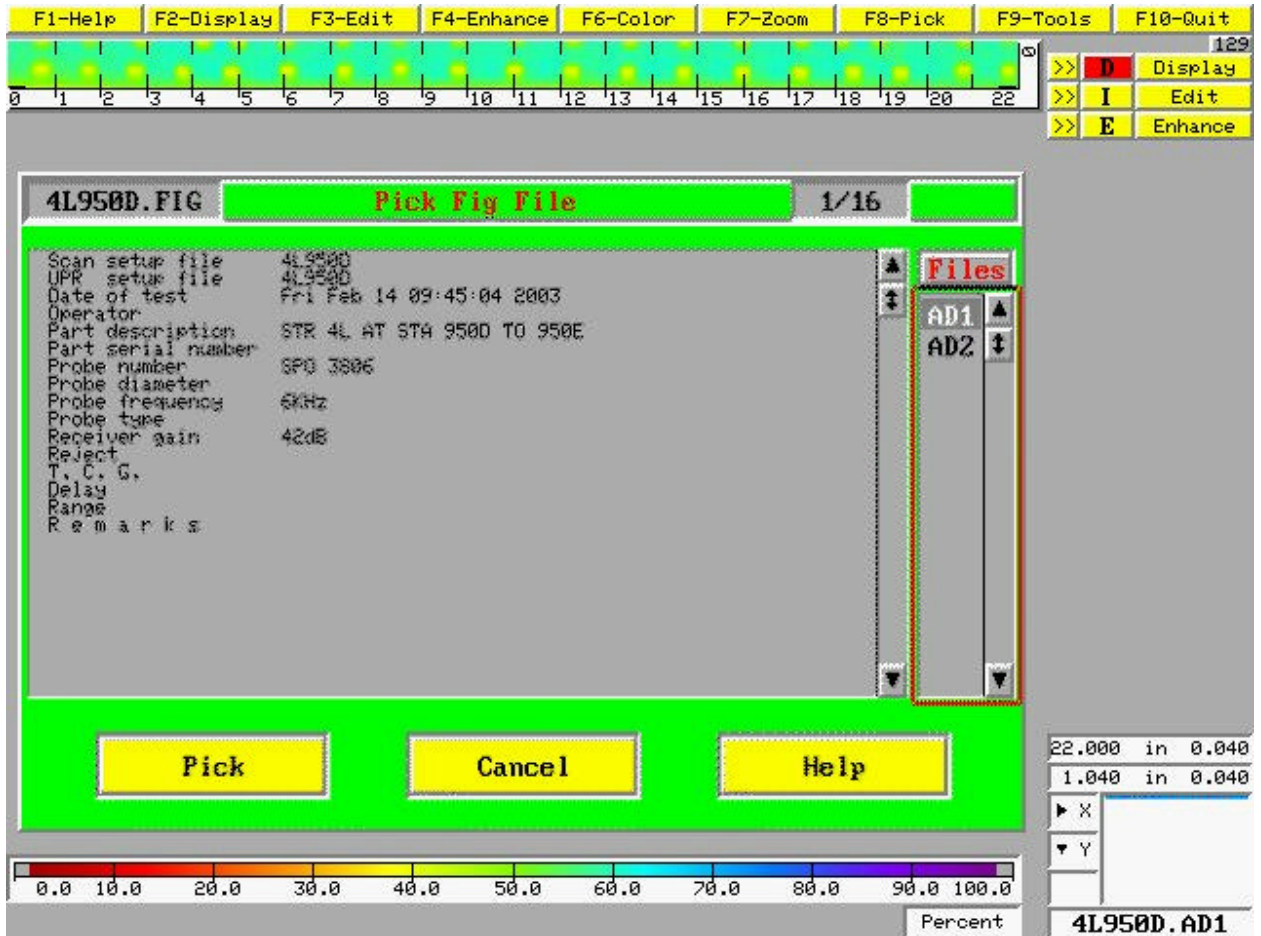 F1-Help F2-Display F3-Edit F4-Enhance F6-Color F7-Zoom F8-Pick F9-Tools F10-Quit
129
>> D Display
0 1 2 3 4 5 6 7 8 9 10 11 12 13 14 15 16 17 18 19 20 22
>> I Edit
>> E Enhance
4L950D.FIG Pick Fig File 1/16
Files
AD1
AD2
Scan setup file 4L950D
UPR setup file 4L950D
Date of test Fri Feb 14 09:45:04 2003
Operator
Part description STR 4L AT STA 950D TO 950E
Part serial number
Probe number SPO 3806
Probe diameter
Probe frequency 6KHz
Probe type
Receiver gain 42dB
Reject
T. C. G.
Delay
Range
R e m a r k s
Pick Cancel Help
22.000 in 0.040
1.040 in 0.040
X
Y
0.0 10.0 20.0 30.0 40.0 50.0 60.0 70.0 80.0 90.0 100.0
Percent
4L950D.AD1